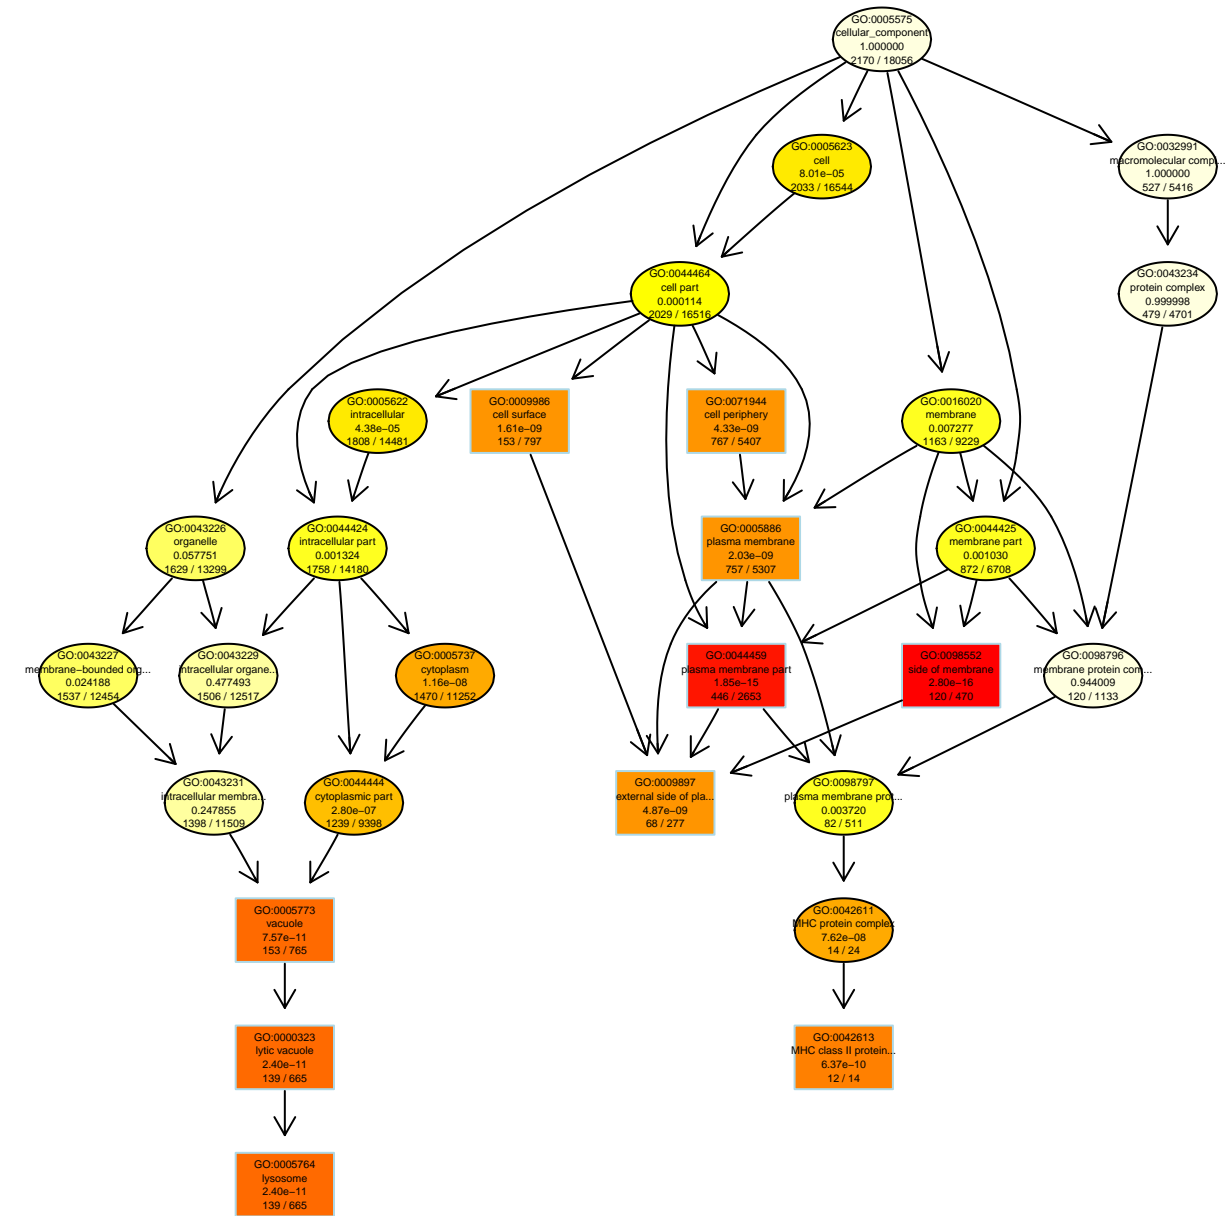 GO:0005575
cellular_component
1.000000
2170 / 18056
GO:0005623
cell
8.01e−05
2033 / 16544
GO:0032991
macromolecular comp...
1.000000
527 / 5416
GO:0044464
cell part
0.000114
2029 / 16516
GO:0043234
protein complex
0.999998
479 / 4701
GO:0005622
intracellular
4.38e−05
1808 / 14481
GO:0009986
cell surface
1.61e−09
153 / 797
GO:0071944
cell periphery
4.33e−09
767 / 5407
GO:0016020
membrane
0.007277
1163 / 9229
GO:0043226
organelle
0.057751
1629 / 13299
GO:0044424
intracellular part
0.001324
1758 / 14180
GO:0005886
plasma membrane
2.03e−09
757 / 5307
GO:0044425
membrane part
0.001030
872 / 6708
GO:0043227
membrane−bounded org...
0.024188
1537 / 12454
GO:0043229
intracellular organe...
0.477493
1506 / 12517
GO:0005737
cytoplasm
1.16e−08
1470 / 11252
GO:0044459
plasma membrane part
1.85e−15
446 / 2653
GO:0098552
side of membrane
2.80e−16
120 / 470
GO:0098796
membrane protein com...
0.944009
120 / 1133
GO:0043231
intracellular membra...
0.247855
1398 / 11509
GO:0044444
cytoplasmic part
2.80e−07
1239 / 9398
GO:0009897
external side of pla...
4.87e−09
68 / 277
GO:0098797
plasma membrane prot...
0.003720
82 / 511
GO:0005773
vacuole
7.57e−11
153 / 765
GO:0042611
MHC protein complex
7.62e−08
14 / 24
GO:0000323
lytic vacuole
2.40e−11
139 / 665
GO:0042613
MHC class II protein...
6.37e−10
12 / 14
GO:0005764
lysosome
2.40e−11
139 / 665